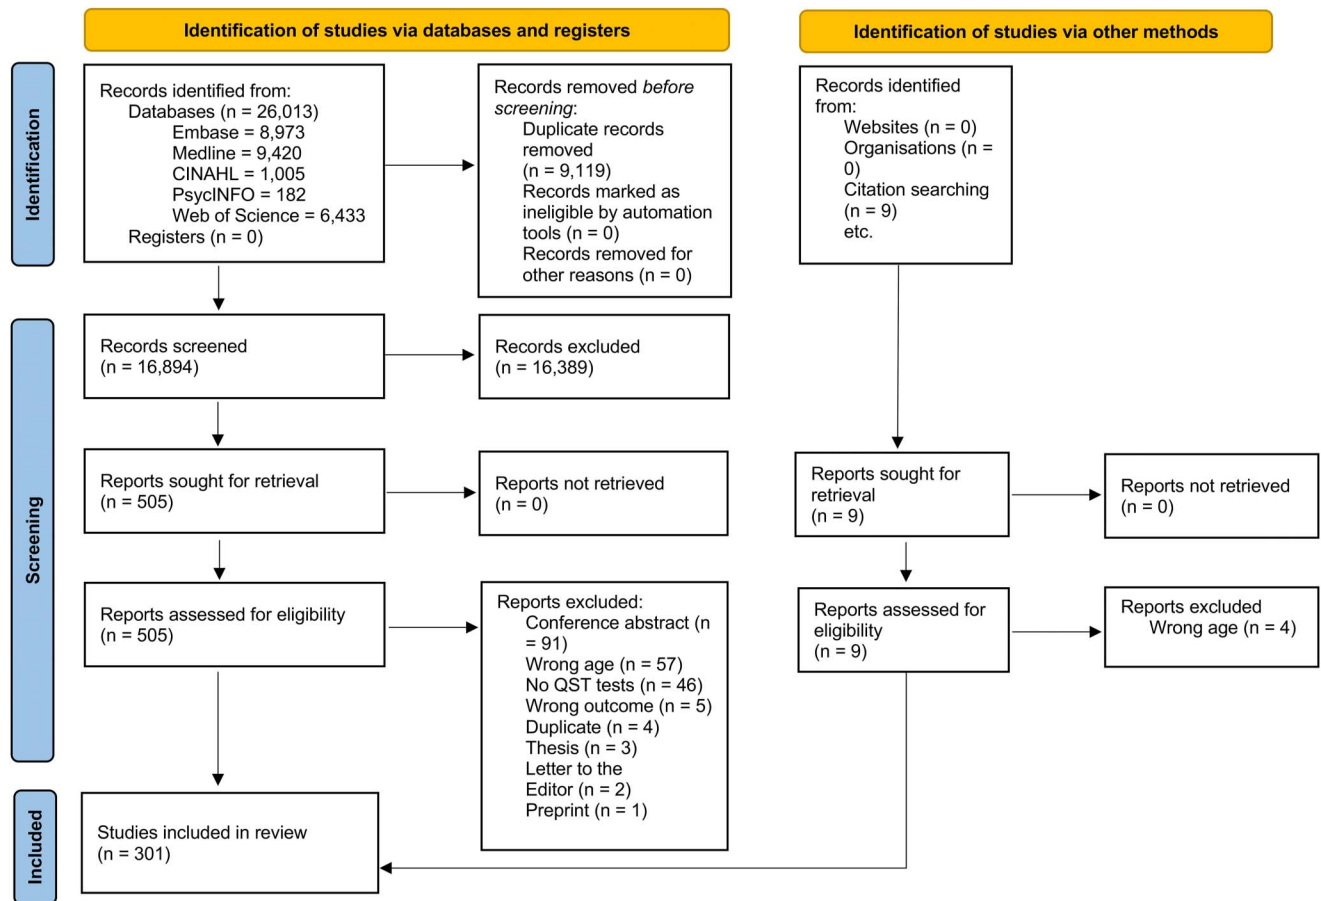 Identification of studies via databases and registers
Identification of studies via other methods
Identification
Records identified from:
Databases (n = 26,013)
Embase = 8,973
Medline = 9,420
CINAHL = 1,005
PsycINFO = 182
Web of Science = 6,433
Registers (n = 0)
Records removed before
screening:
Duplicate records
removed
(n = 9,119)
Records marked as
ineligible by automation
tools (n = 0)
Records removed for
other reasons (n = 0)
Records identified
from:
Websites (n = 0)
Organisations (n =
0)
Citation searching
(n = 9)
etc.
Screening
Records screened
(n = 16,894)
Records excluded
(n = 16,389)
Reports sought for retrieval
(n = 505)
Reports not retrieved
(n = 0)
Reports sought for
retrieval
(n = 9)
Reports not retrieved
(n = 0)
Reports assessed for eligibility
(n = 505)
Reports excluded:
Conference abstract (n
= 91)
Wrong age (n = 57)
No QST tests (n = 46)
Wrong outcome (n = 5)
Duplicate (n = 4)
Thesis (n = 3)
Letter to the
Editor (n = 2)
Preprint (n = 1)
Reports assessed for
eligibility
(n = 9)
Reports excluded
Wrong age (n = 4)
Included
Studies included in review
(n = 301)